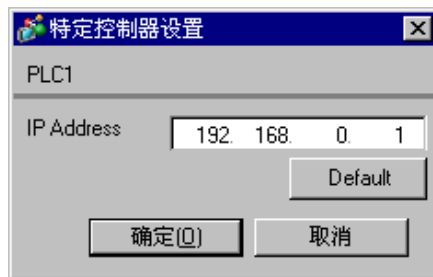 特定控制器设置
PLC1
IP Address 192. 168. 0. 1
Default
确定(O) 取消